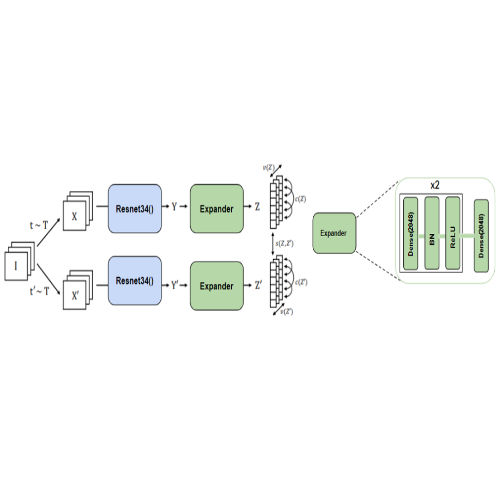 I
t ~ T
t′ ~ T
X
X′
Resnet34()
Resnet34()
Y
Y′
Expander
Expander
Z
Z′
v(Z)
c(Z)
s(Z,Z′)
c(Z′)
v(Z′)
Expander
x2
Dense(2048)
BN
ReLU
Dense(2048)